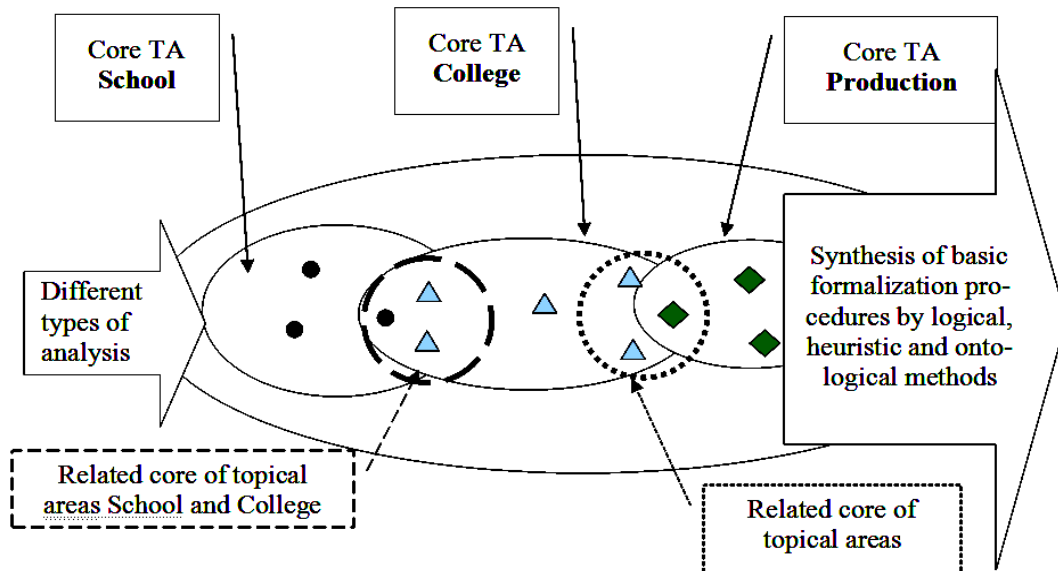 Core TA
School
Core TA
College
Core TA
Production
Different
types of
analysis
Synthesis of basic
formalization pro-
cedures by logical,
heuristic and onto-
logical methods
Related core of topical
areas School and College
Related core of
topical areas